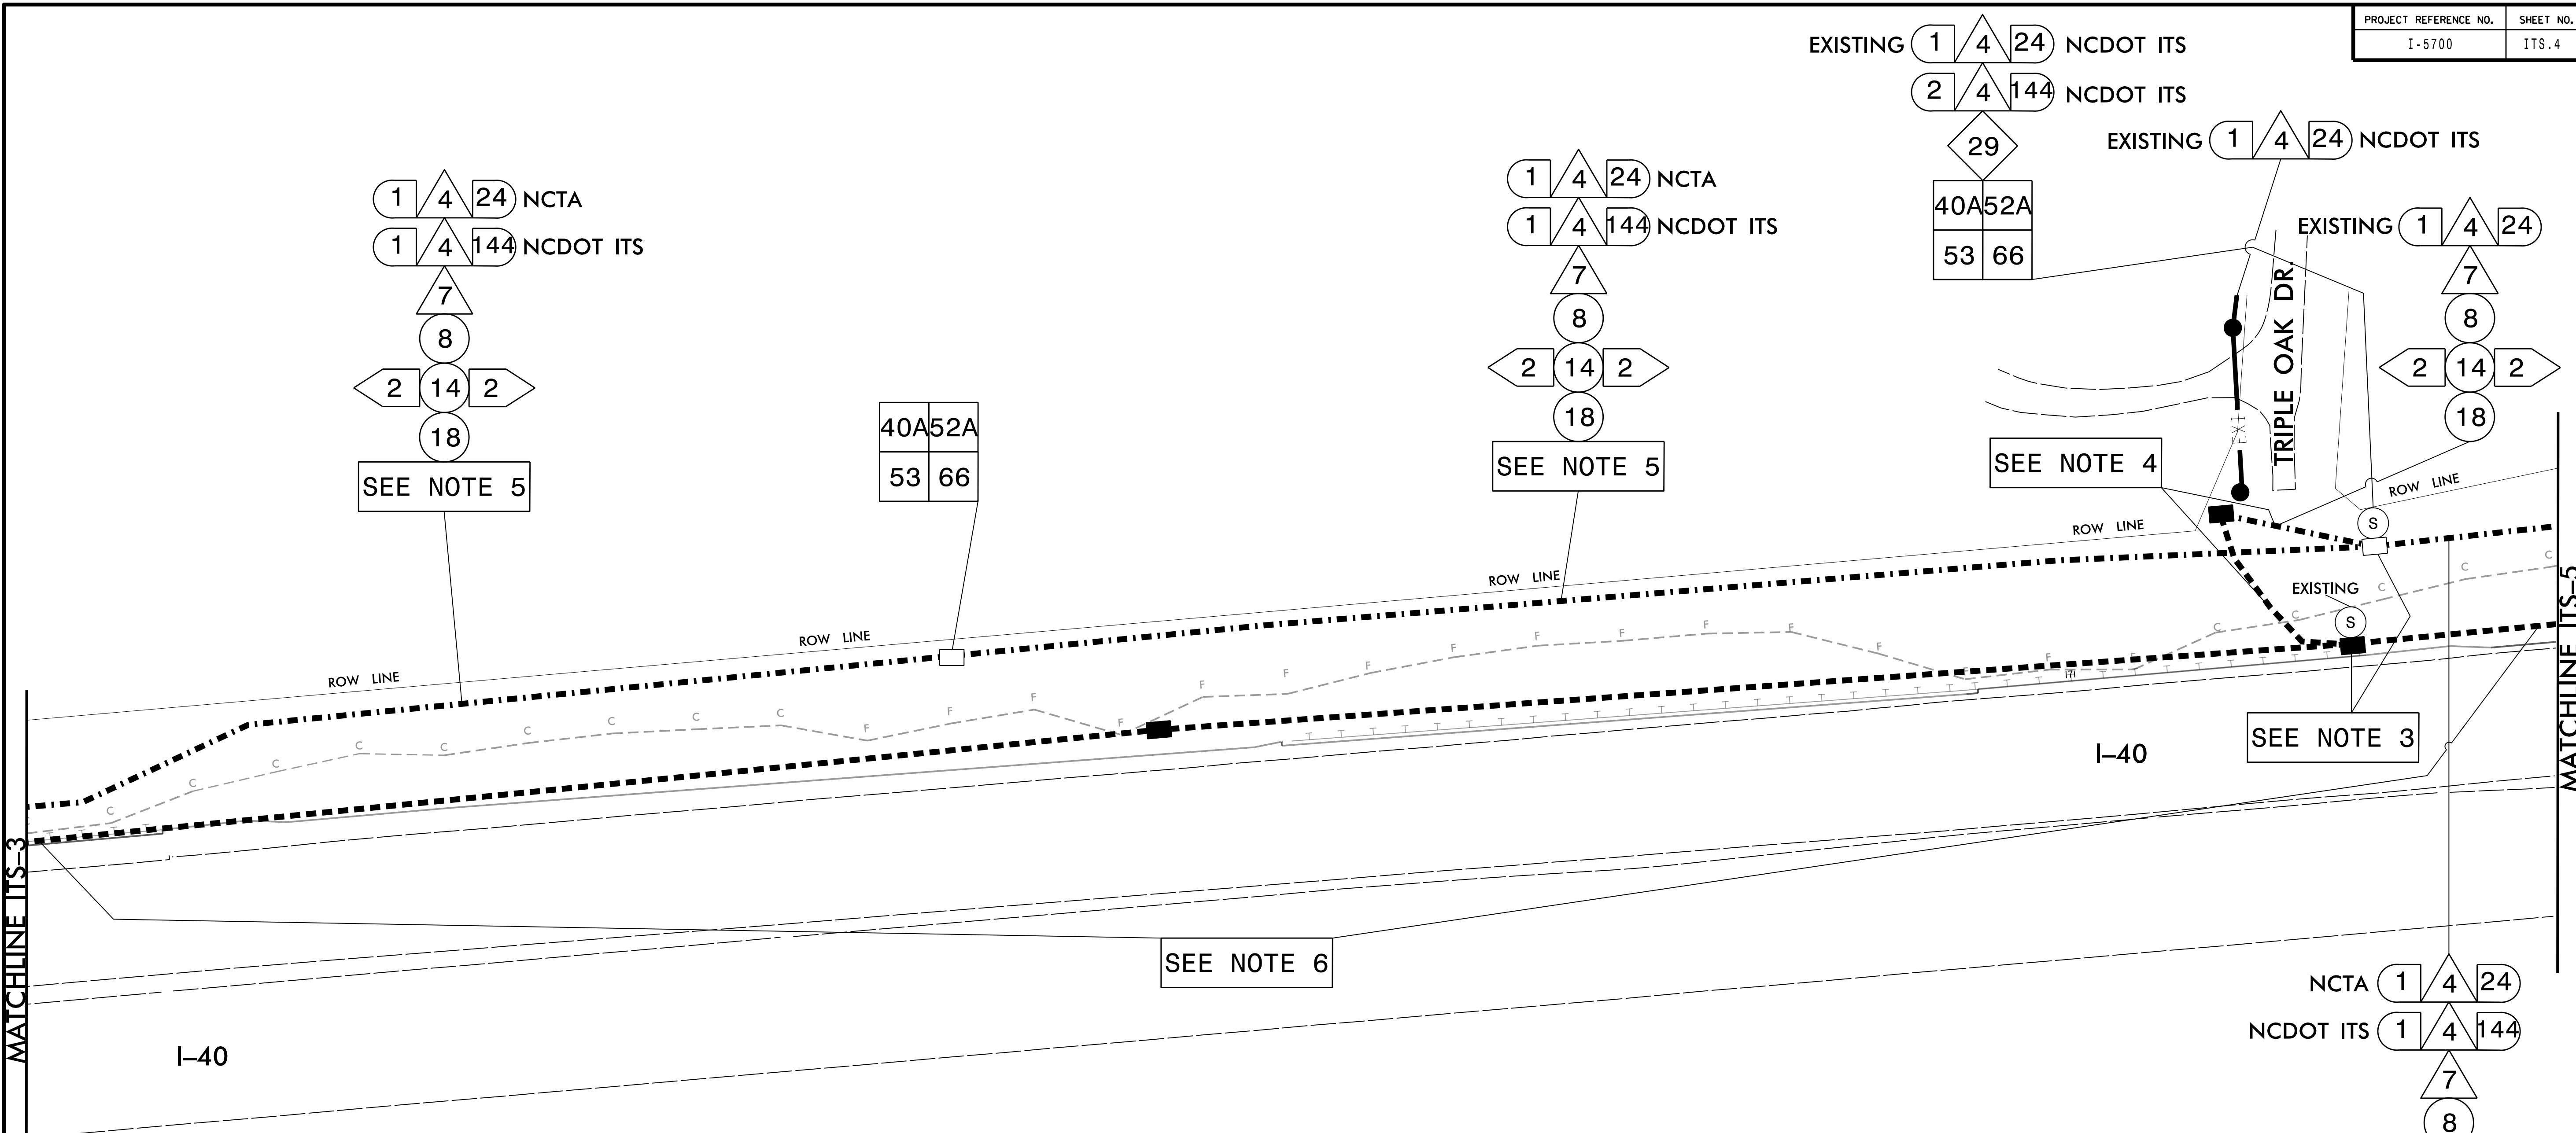 PROJECT REFERENCE NO. SHEET NO.
I-5700 ITS.4
EXISTING 1 4 24 NCDOT ITS
2 4 144 NCDOT ITS
29
40A 52A
53 66
EXISTING 1 4 24 NCDOT ITS
EXISTING 1 4 24
7
8
2 14 2
18
1 4 24 NCTA
1 4 144 NCDOT ITS
7
8
2 14 2
18
SEE NOTE 5
40A 52A
53 66
1 4 24 NCTA
1 4 144 NCDOT ITS
7
8
2 14 2
18
SEE NOTE 5
TRIPLE OAK DR.
SEE NOTE 4
ROW LINE
ROW LINE
ROW LINE
ROW LINE
ROW LINE
S
EXISTING
S
C C C C C C C C C F F F F F F F F F F F F F F F C C C C C
T T T T T T T T T T T T T T T T T T T T T T T T T T T T T T
SEE NOTE 3
I-40
SEE NOTE 6
I-40
MATCHLINE ITS-3
MATCHLINE ITS-5
NCTA 1 4 24
NCDOT ITS 1 4 144
7
8